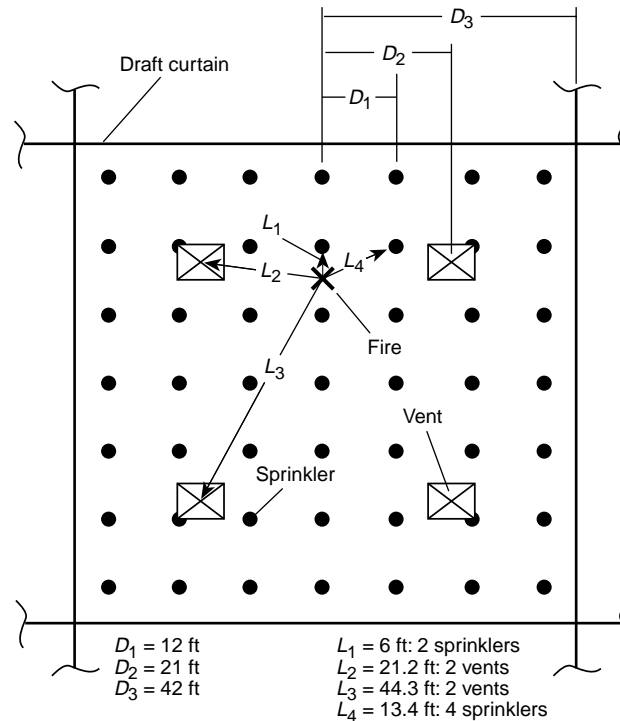 D3
D2
D1
Draft curtain
L1
L4
L2
Fire
L3
Vent
Sprinkler
D1 = 12 ft
D2 = 21 ft
D3 = 42 ft
L1 = 6 ft: 2 sprinklers
L2 = 21.2 ft: 2 vents
L3 = 44.3 ft: 2 vents
L4 = 13.4 ft: 4 sprinklers